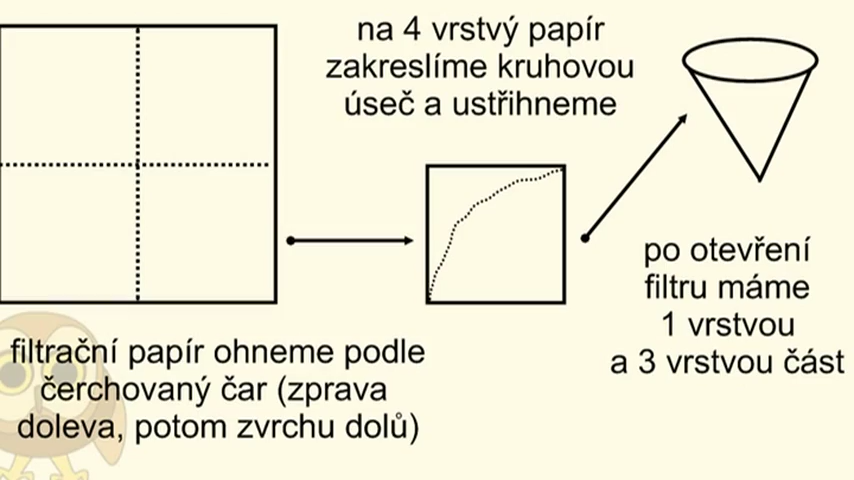 na 4 vrstvý papír
zakreslíme kruhovou
úseč a ustřihneme
po otevření
filtru máme
1 vrstvou
a 3 vrstvou část
filtrační papír ohneme podle
čerchovaný čar (zprava
doleva, potom zvrchu dolů)